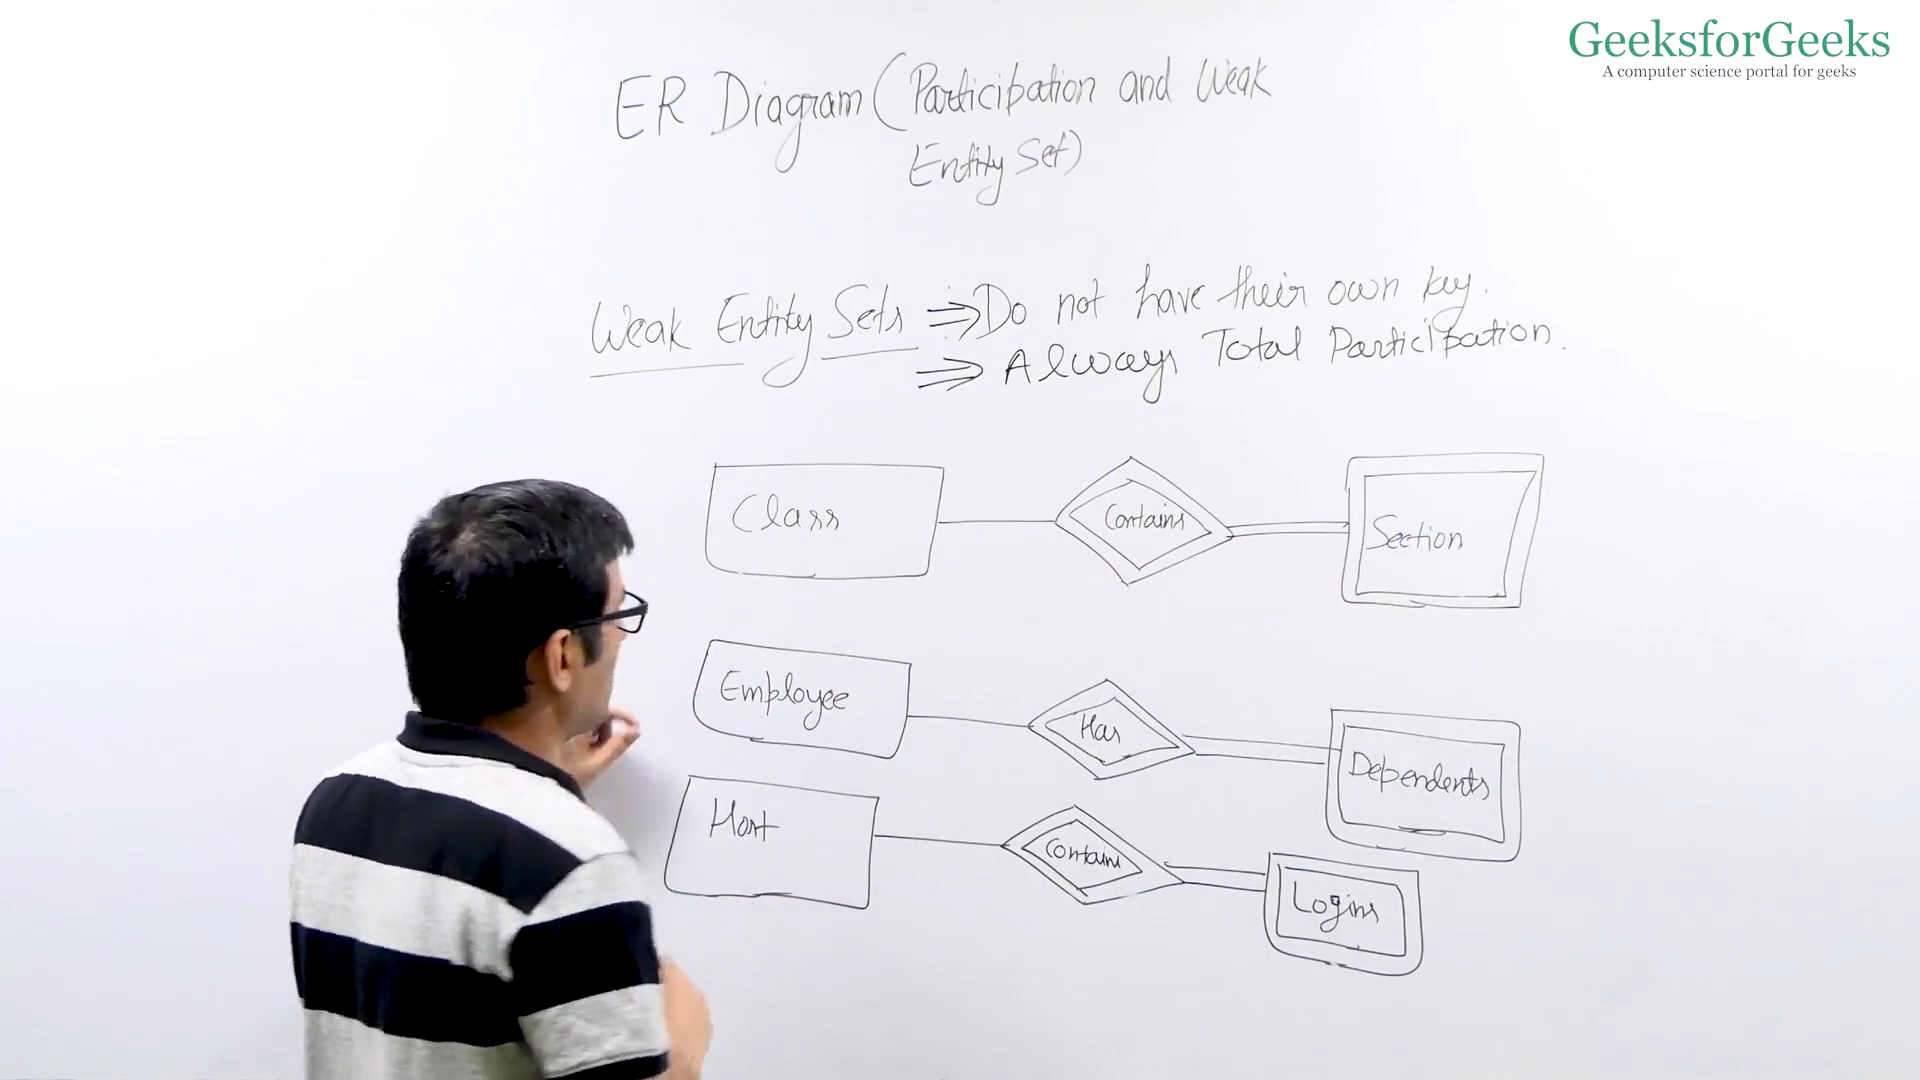 GeeksforGeeks
A computer science portal for geeks
ER Diagram (Participation and Weak
Entity Set)
Weak Entity Sets ⇒ Do not have their own key.
⇒ Always Total Participation.
Class
Contains
Section
Employee
Has
Dependents
Host
Contains
Logins